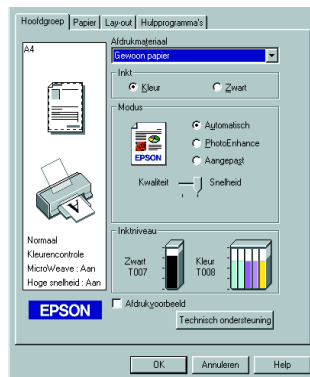 Hoofdgroep Papier Lay-out Hulpprogramma's
A4
Afdrukmateriaal
Gewoon papier
Inkt
Kleur Zwart
Modus
Automatisch
PhotoEnhance
Aangepast
EPSON
Kwaliteit Snelheid
Normaal
Kleurencontrole
MicroWeave : Aan
Hoge snelheid : Aan
Inktniveau
Zwart
T007
Kleur
T008
EPSON
Afdrukvoorbeeld
Technisch ondersteuning
OK Annuleren Help